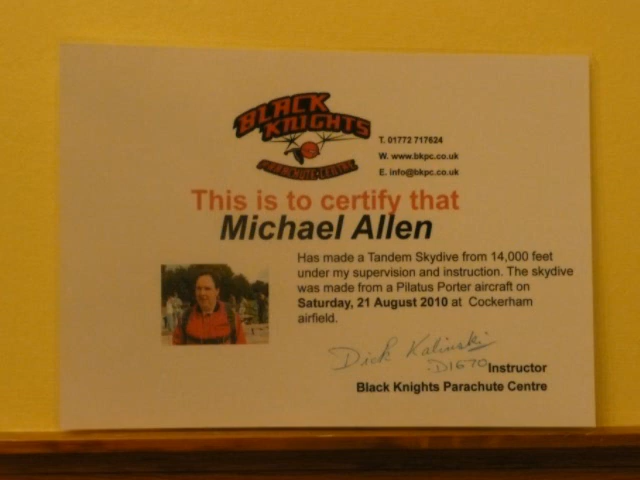 BLACK
KNIGHTS
PARACHUTE·CENTRE
T. 01772 717624
W. www.bkpc.co.uk
E. info@bkpc.co.uk
This is to certify that
Michael Allen
Has made a Tandem Skydive from 14,000 feet
under my supervision and instruction. The skydive
was made from a Pilatus Porter aircraft on
Saturday, 21 August 2010 at Cockerham
airfield.
Dick Kalinski
D1670 Instructor
Black Knights Parachute Centre